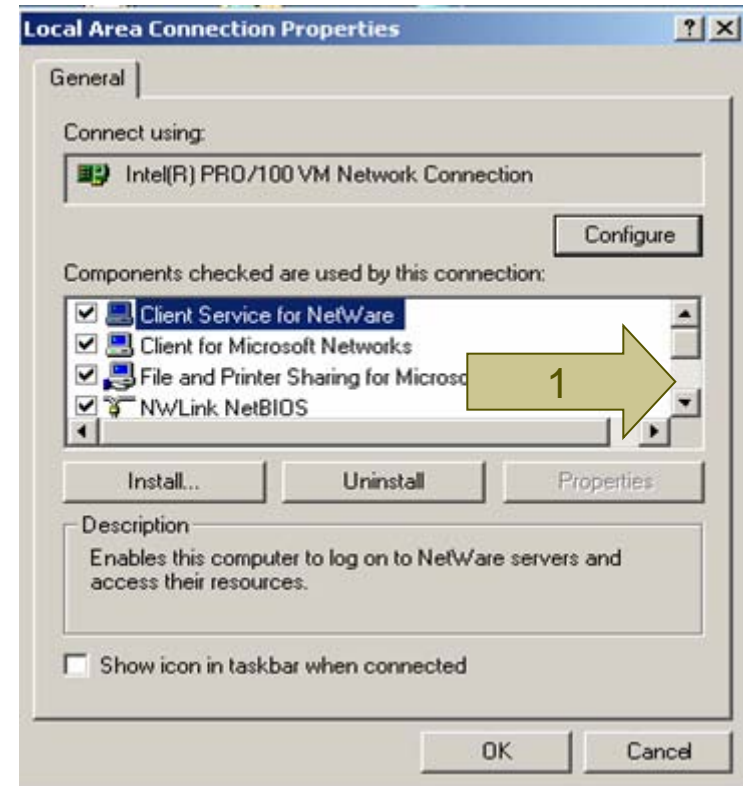 Local Area Connection Properties
General
Connect using:
Intel(R) PRO/100 VM Network Connection
Configure
Components checked are used by this connection:
Client Service for NetWare
Client for Microsoft Networks
File and Printer Sharing for
NWLink NetBIOS
1
Install...
Uninstall
Properties
Description
Enables this computer to log on to NetWare servers and
access their resources.
Show icon in taskbar when connected
OK
Cancel